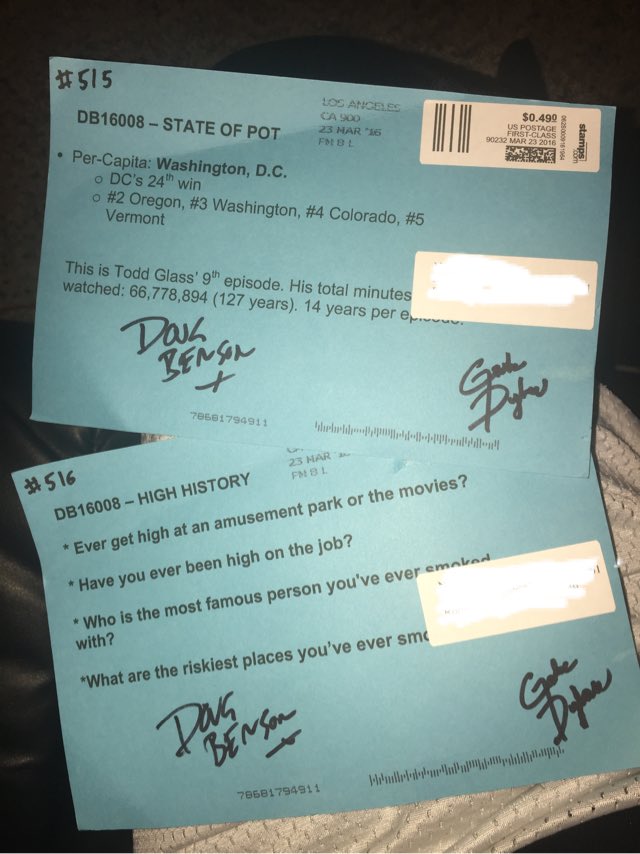 #515
LOS ANGELES
CA 900
23 MAR '16
PM 8 L
$0.490
US POSTAGE
FIRST-CLASS
90232 MAR 23 2016
stamps
.com
DB16008 – STATE OF POT
• Per-Capita: Washington, D.C.
o DC's 24th win
o #2 Oregon, #3 Washington, #4 Colorado, #5
Vermont
This is Todd Glass' 9th episode. His total minutes
watched: 66,778,894 (127 years). 14 years per episode.
DOUG
BENSON
78681794911
#516
23 MAR
PM 8 L
DB16008 – HIGH HISTORY
* Ever get high at an amusement park or the movies?
* Have you ever been high on the job?
* Who is the most famous person you've ever smoked
with?
*What are the riskiest places you've ever smo
DOUG
BENSON
78681794911